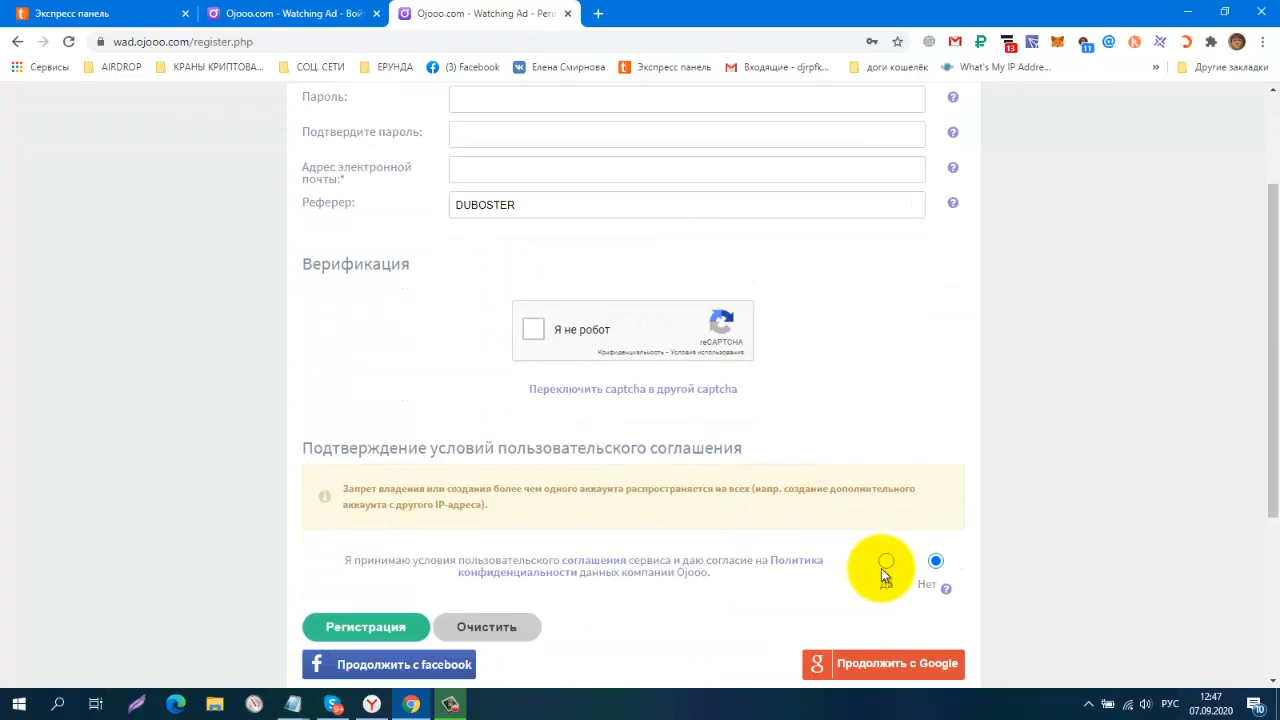 Экспресс панель
Ojooo.com - Watching Ad - Вой
Ojooo.com - Watching Ad - Рег
wad.ojooo.com/register.php
13
11
Сервисы
AIRDROP
КРАНЫ КРИПТОВА...
СОЦ. СЕТИ
ЕРУНДА
(3) Facebook
Елена Смирнова
Экспресс панель
Входящие - djrpfk...
доги кошелёк
What's My IP Addre...
»
Другие закладки
Пароль:
Подтвердите пароль:
Адрес электронной
почты:*
Реферер:
DUBOSTER
Верификация
Я не робот
reCAPTCHA
Конфиденциальность - Условия использования
Переключить captcha в другой captcha
Подтверждение условий пользовательского соглашения
Запрет владения или создания более чем одного аккаунта распространяется на всех (напр. создание дополнительного
аккаунта с другого IP-адреса).
Я принимаю условия пользовательского соглашения сервиса и даю согласие на Политика
конфиденциальности данных компании Ojooo.
Да
Нет
Регистрация
Очистить
Продолжить с facebook
Продолжить с Google
РУС
12:47
07.09.2020
10